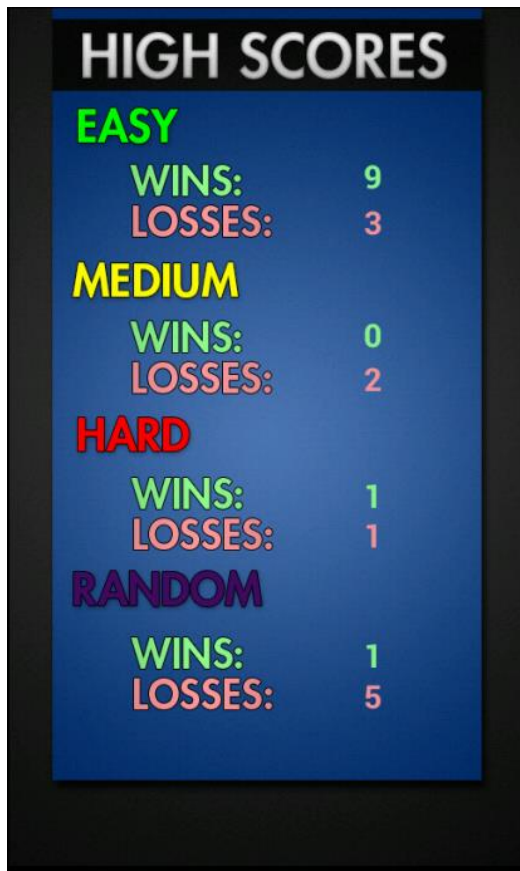 HIGH SCORES
EASY
WINS: 9
LOSSES: 3
MEDIUM
WINS: 0
LOSSES: 2
HARD
WINS: 1
LOSSES: 1
RANDOM
WINS: 1
LOSSES: 5